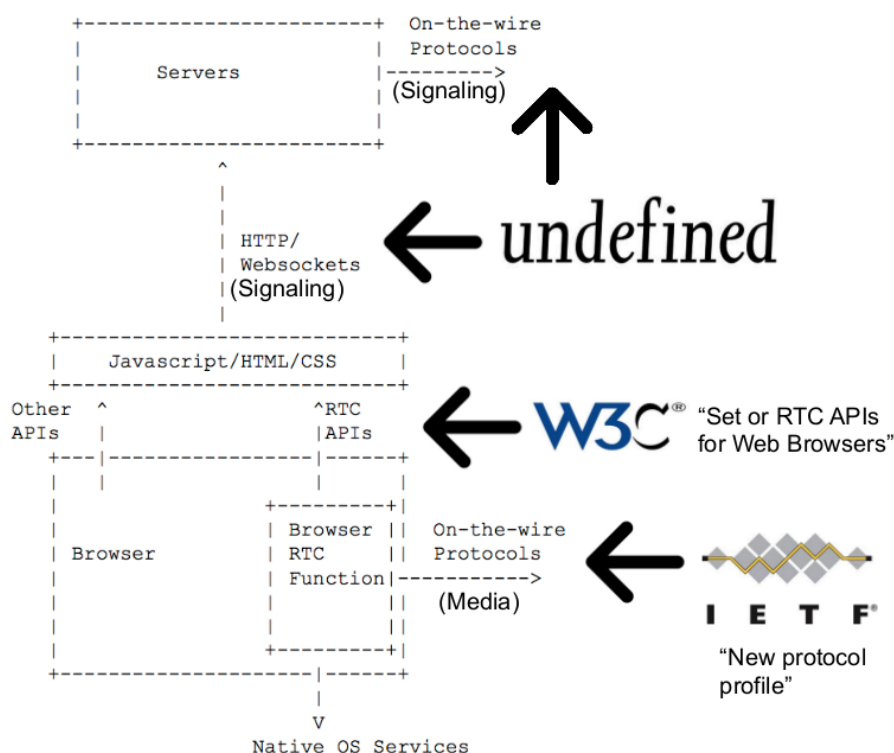 On-the-wire
Protocols
Servers
(Signaling)
undefined
HTTP/
Websockets
(Signaling)
Javascript/HTML/CSS
Other
APIs
RTC
APIs
W3C®
“Set or RTC APIs
for Web Browsers”
Browser
Browser
RTC
Function
On-the-wire
Protocols
(Media)
I E T F®
“New protocol
profile”
Native OS Services